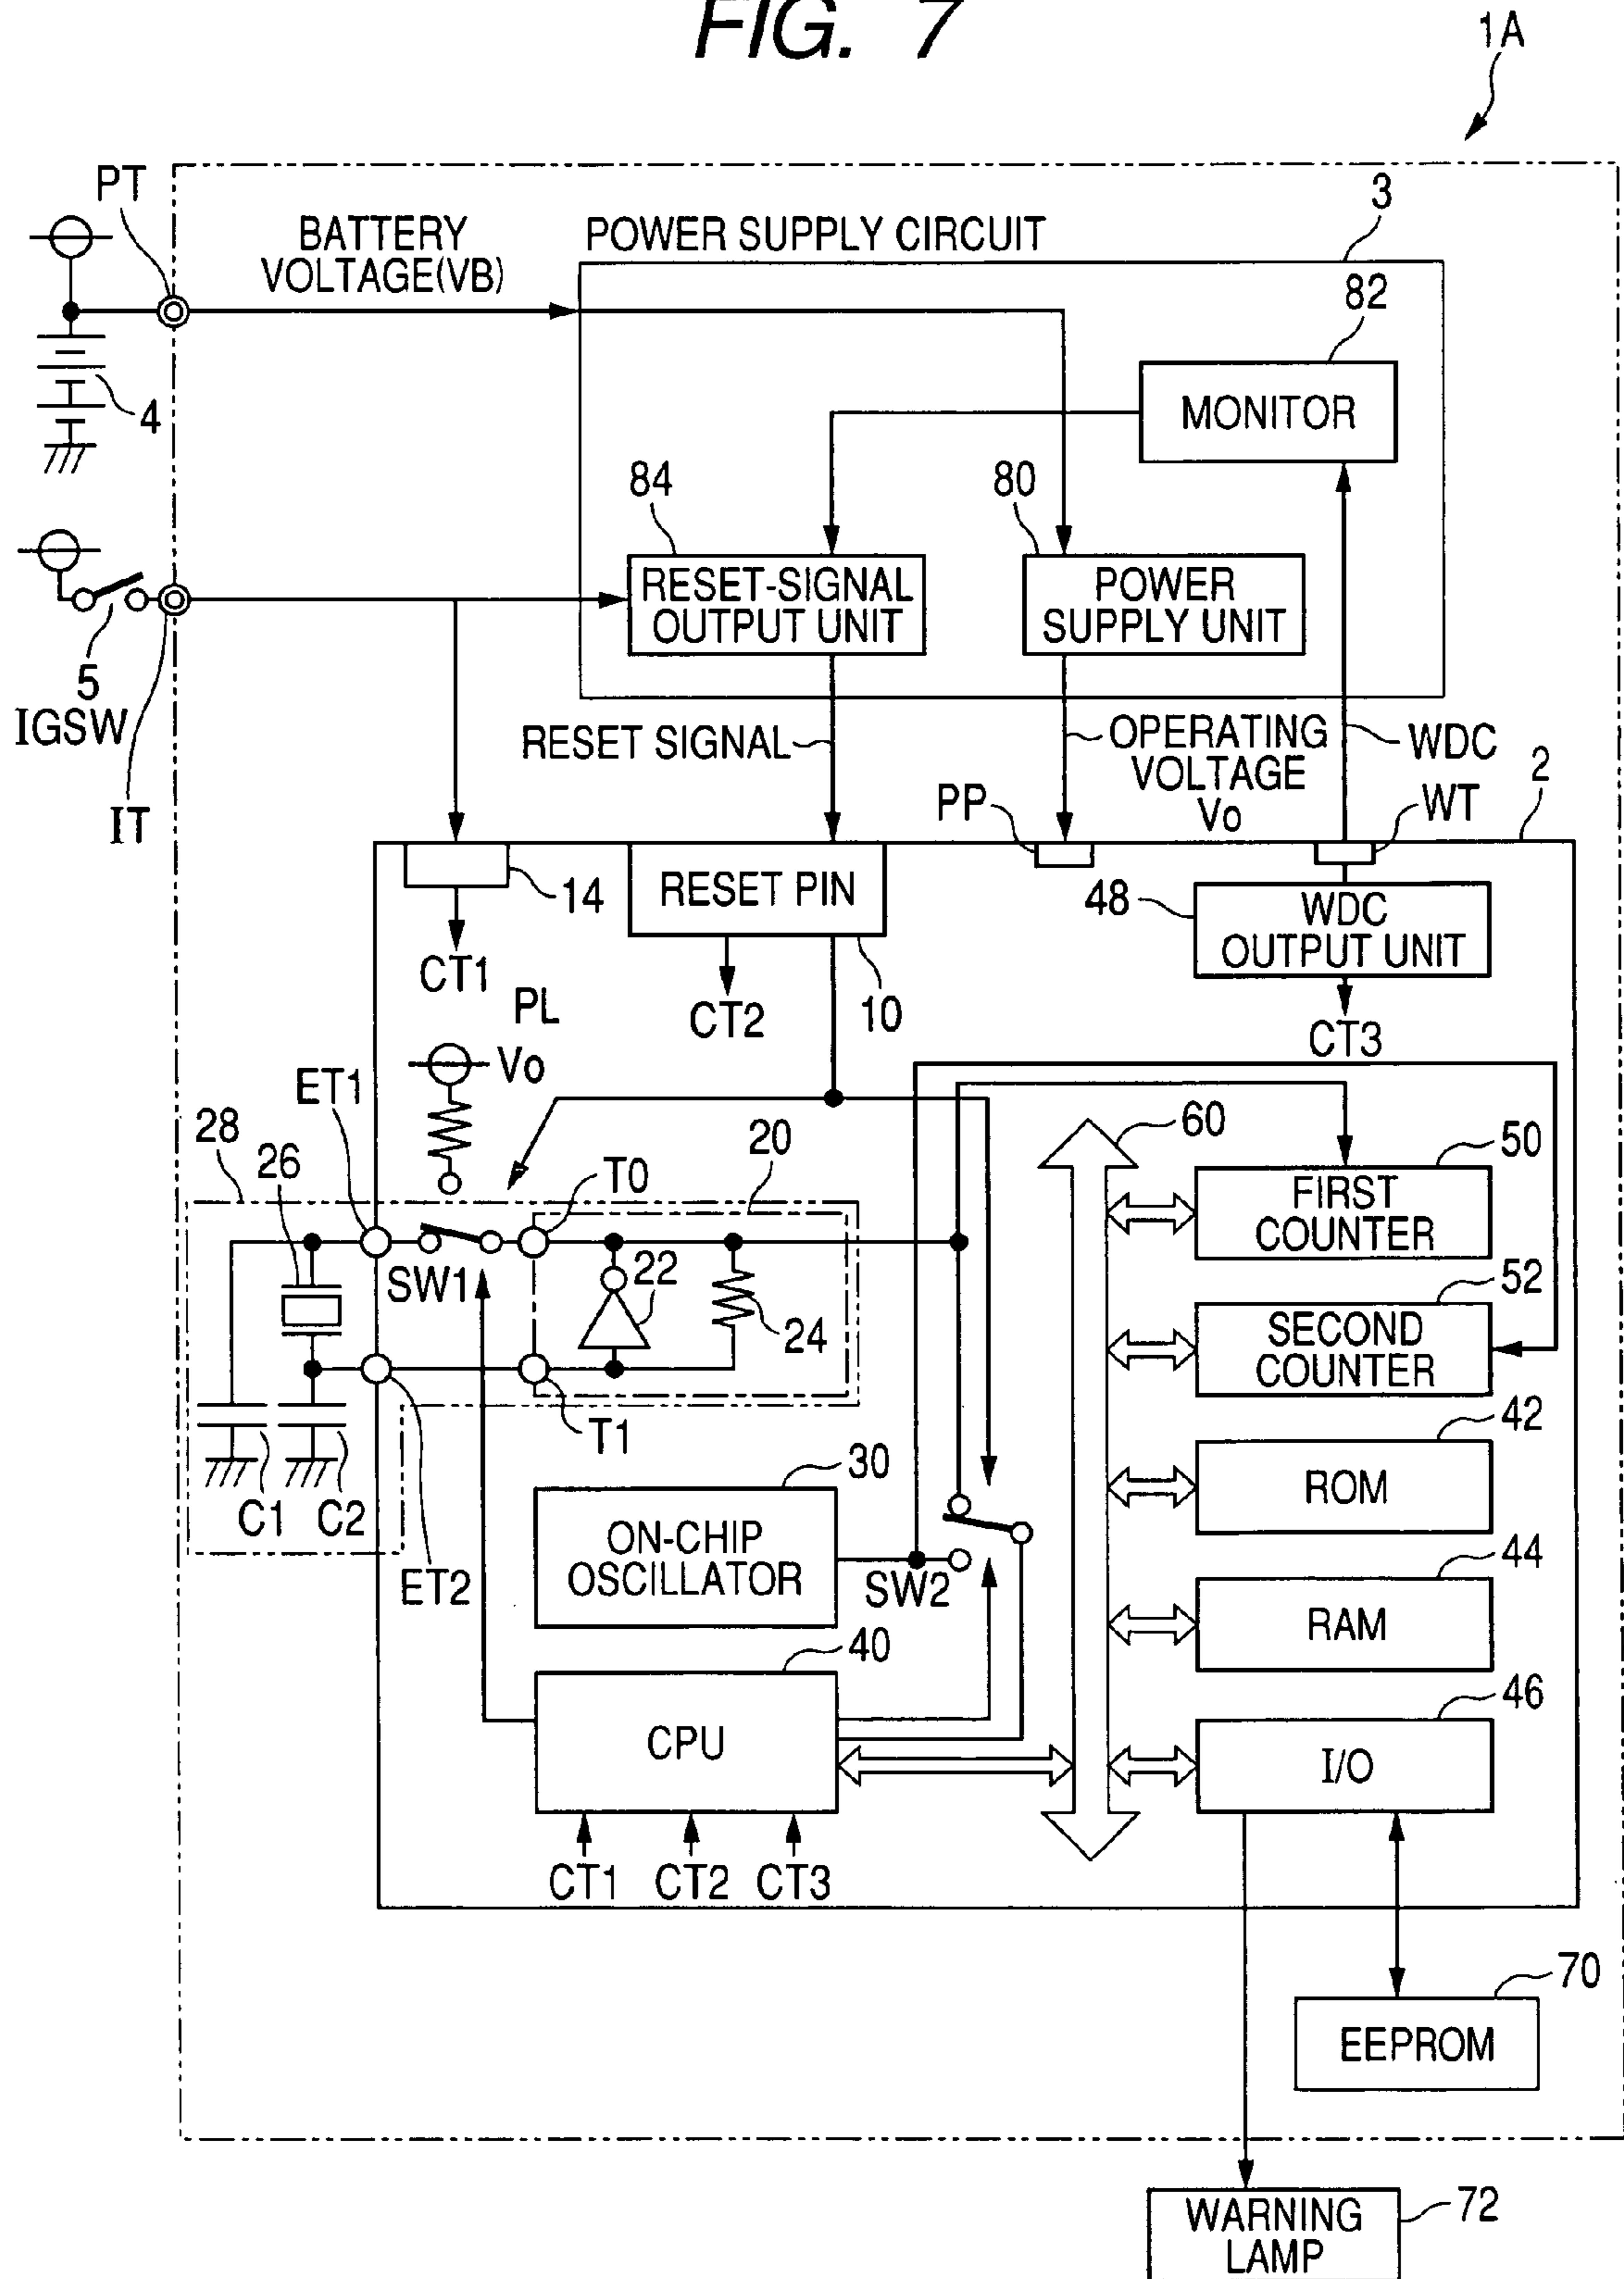 FIG. 7
1A
PT
3
BATTERY
VOLTAGE(VB)
POWER SUPPLY CIRCUIT
82
MONITOR
4
84
80
RESET-SIGNAL
OUTPUT UNIT
POWER
SUPPLY UNIT
5
IGSW
IT
RESET SIGNAL
OPERATING
VOLTAGE
Vo
WDC
2
PP
WT
14
RESET PIN
48
WDC
OUTPUT UNIT
CT1
CT2
10
CT3
PL
Vo
ET1
28
26
20
T0
60
50
FIRST
COUNTER
SW1
22
24
52
SECOND
COUNTER
T1
42
ROM
C1
C2
30
ON-CHIP
OSCILLATOR
ET2
SW2
44
RAM
40
CPU
46
I/O
CT1
CT2
CT3
70
EEPROM
72
WARNING
LAMP